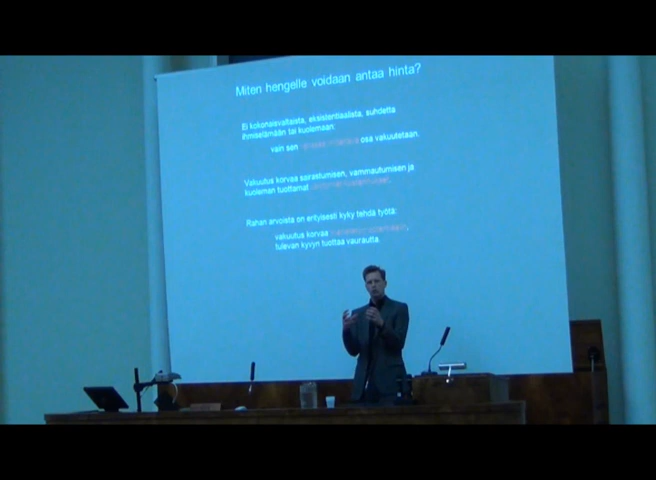 Miten hengelle voidaan antaa hinta?
Ei kokonaisvaltaista, eksistentiaalista, suhdetta
ihmiselämään tai kuolemaan:
vain sen osa vakuutetaan.
Vakuutus korvaa sairastumisen, vammautumisen ja
kuoleman tuottamat
Rahan arvoista on erityisesti kyky tehdä työtä:
vakuutus korvaa
tulevan kyvyn tuottaa vaurautta